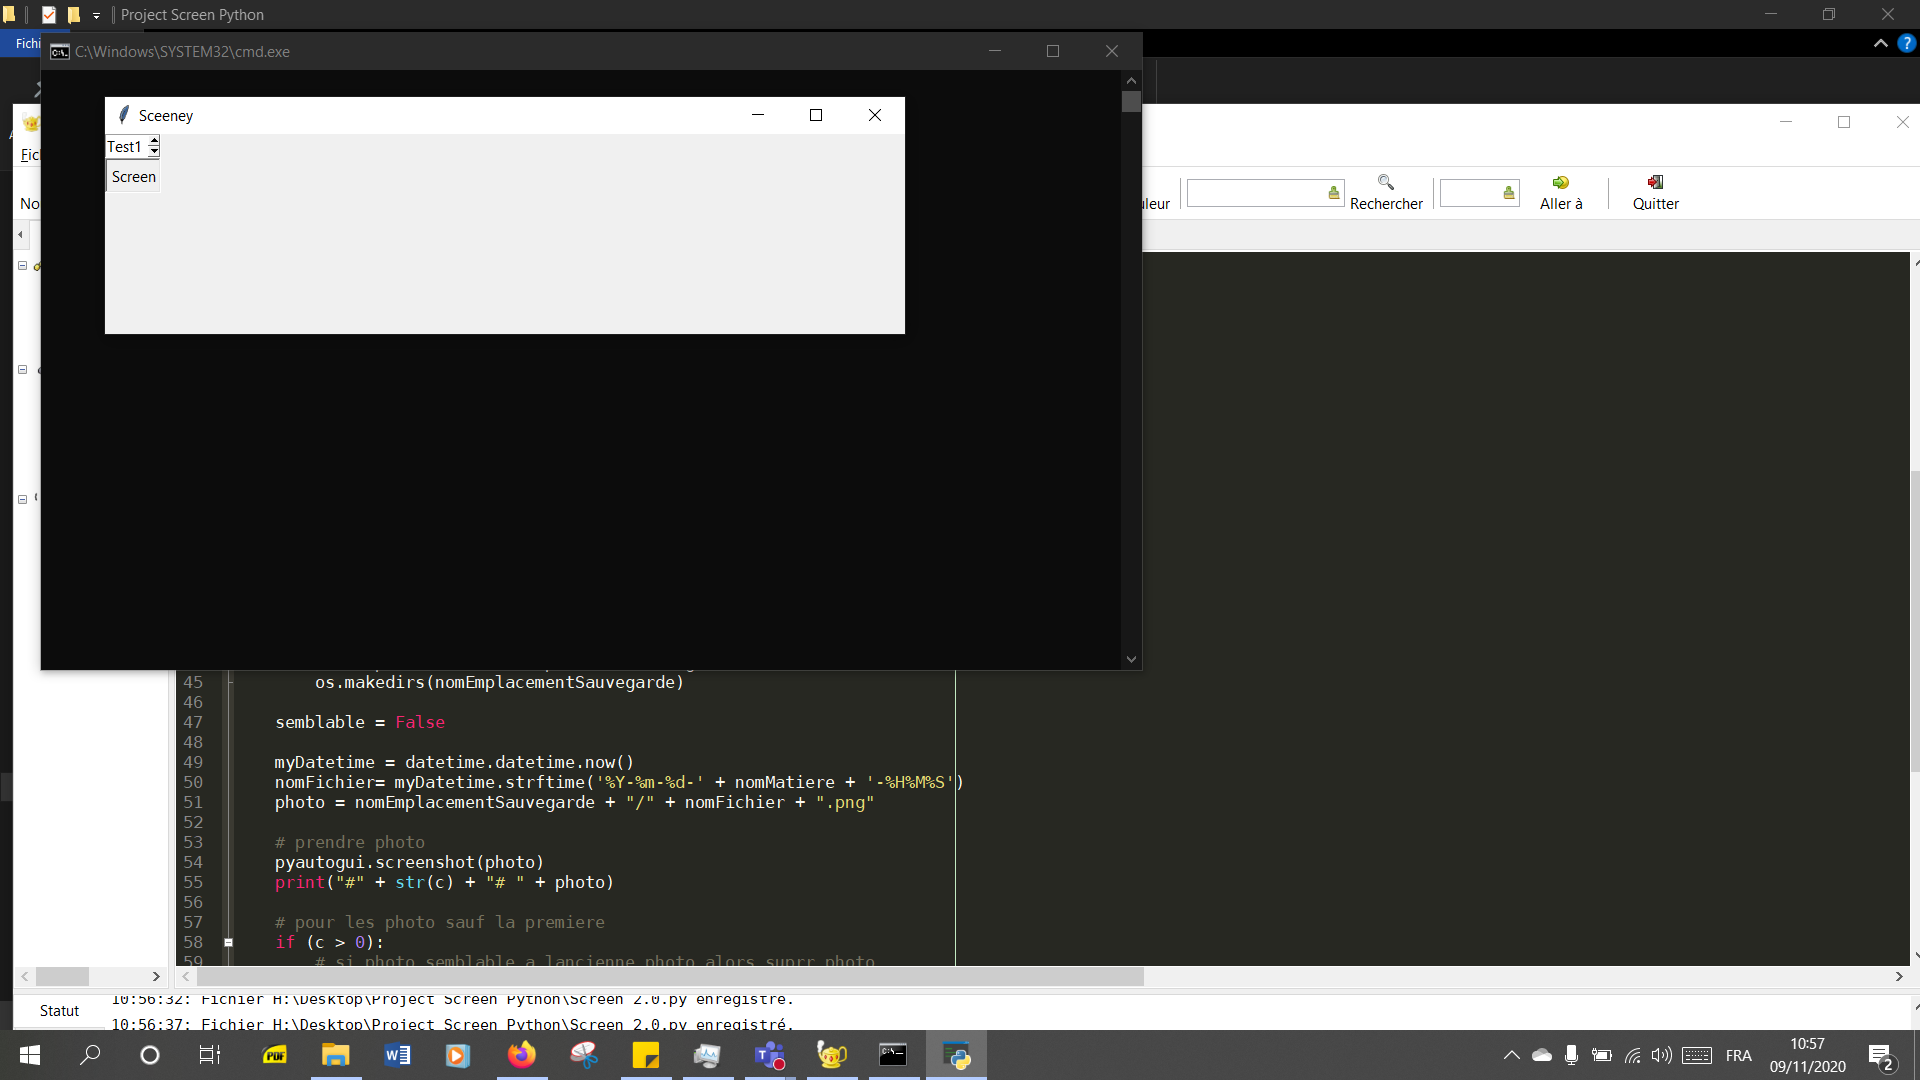 Project Screen Python
Fichi
C:\Windows\SYSTEM32\cmd.exe
Sceeney
Test1
Screen
Fic
No
uleur
Rechercher
Aller à
Quitter
45 os.makedirs(nomEmplacementSauvegarde)
46
47 semblable = False
48
49 myDatetime = datetime.datetime.now()
50 nomFichier= myDatetime.strftime('%Y-%m-%d-' + nomMatiere + '-%H%M%S')
51 photo = nomEmplacementSauvegarde + "/" + nomFichier + ".png"
52
53 # prendre photo
54 pyautogui.screenshot(photo)
55 print("#" + str(c) + "# " + photo)
56
57 # pour les photo sauf la premiere
58 if (c > 0):
59 # si photo semblable a lancienne photo alors suprr photo
Statut
10:56:32: Fichier H:\Desktop\Project Screen Python\Screen 2.0.py enregistré.
10:56:37: Fichier H:\Desktop\Project Screen Python\Screen 2.0.py enregistré.
PDF
FRA
10:57
09/11/2020
2